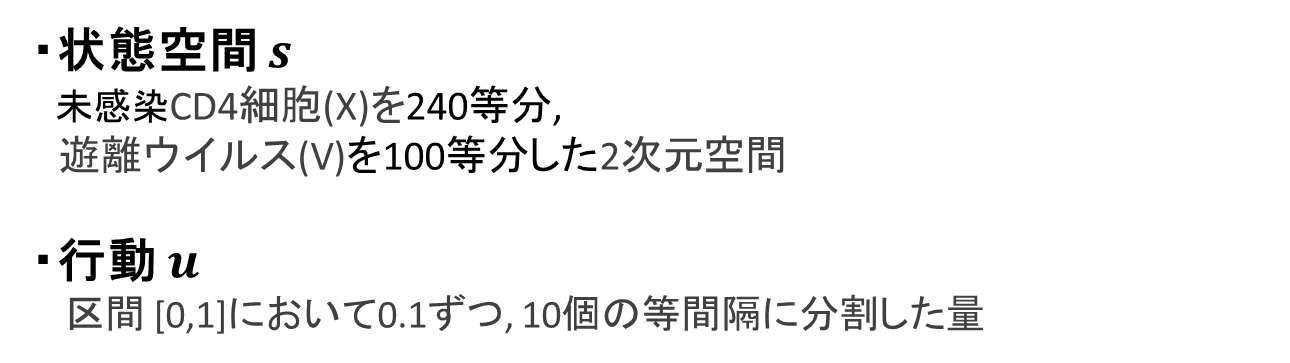 ・状態空間 s
未感染CD4細胞(X)を240等分,
遊離ウイルス(V)を100等分した2次元空間
・行動 u
区間 [0,1]において0.1ずつ, 10個の等間隔に分割した量